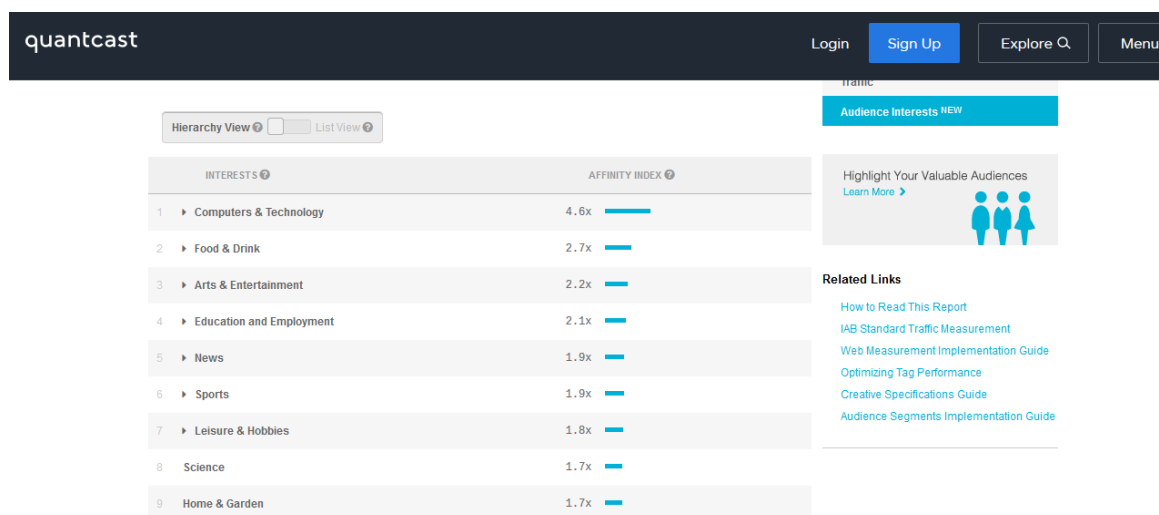 quantcast
Login Sign Up Explore Menu
Traffic
Audience Interests NEW
Hierarchy View List View
INTERESTS AFFINITY INDEX
1 Computers & Technology 4.6x
2 Food & Drink 2.7x
3 Arts & Entertainment 2.2x
4 Education and Employment 2.1x
5 News 1.9x
6 Sports 1.9x
7 Leisure & Hobbies 1.8x
8 Science 1.7x
9 Home & Garden 1.7x
Highlight Your Valuable Audiences
Learn More
Related Links
How to Read This Report
IAB Standard Traffic Measurement
Web Measurement Implementation Guide
Optimizing Tag Performance
Creative Specifications Guide
Audience Segments Implementation Guide